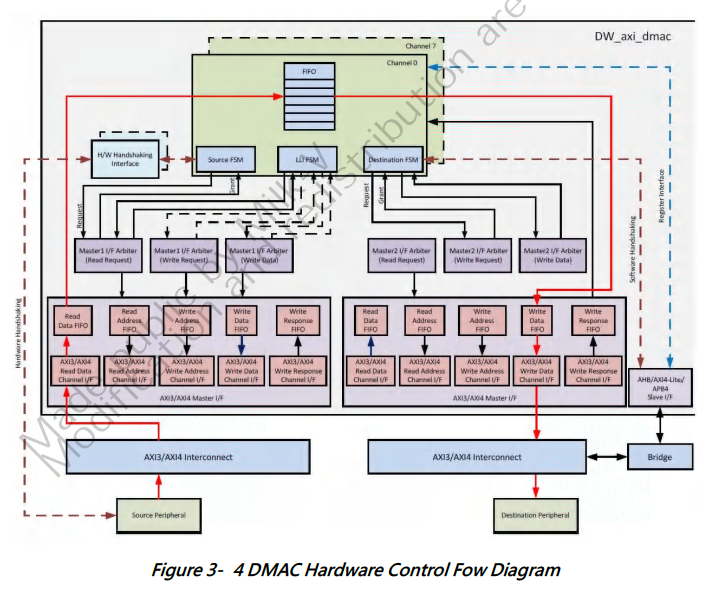 DW_axi_dmac
Channel 7
Channel 0
FIFO
H/W Handshaking
Interface
Source FSM
LLI FSM
Destination FSM
Request
Grant
Request
Grant
Software Handshaking
Register Interface
Hardware Handshaking
Master1 I/F Arbiter
(Read Request)
Master1 I/F Arbiter
(Write Request)
Master1 I/F Arbiter
(Write Data)
Master2 I/F Arbiter
(Read Request)
Master2 I/F Arbiter
(Write Request)
Master2 I/F Arbiter
(Write Data)
Read
Data FIFO
Read
Address
FIFO
Write
Address
FIFO
Write
Data
FIFO
Write
Response
FIFO
Read
Data FIFO
Read
Address
FIFO
Write
Address
FIFO
Write
Data
FIFO
Write
Response
FIFO
AXI3/AXI4
Read Data
Channel I/F
AXI3/AXI4
Read Address
Channel I/F
AXI3/AXI4
Write Address
Channel I/F
AXI3/AXI4
Write Data
Channel I/F
AXI3/AXI4
Write Response
Channel I/F
AXI3/AXI4
Read Data
Channel I/F
AXI3/AXI4
Read Address
Channel I/F
AXI3/AXI4
Write Address
Channel I/F
AXI3/AXI4
Write Data
Channel I/F
AXI3/AXI4
Write Response
Channel I/F
AXI3/AXI4 Master I/F
AXI3/AXI4 Master I/F
AHB/AXI4-Lite/
APB4
Slave I/F
AXI3/AXI4 Interconnect
AXI3/AXI4 Interconnect
Bridge
Source Peripheral
Destination Peripheral
Made public by Milk-V
Modification and redistribution are
Figure 3- 4 DMAC Hardware Control Fow Diagram